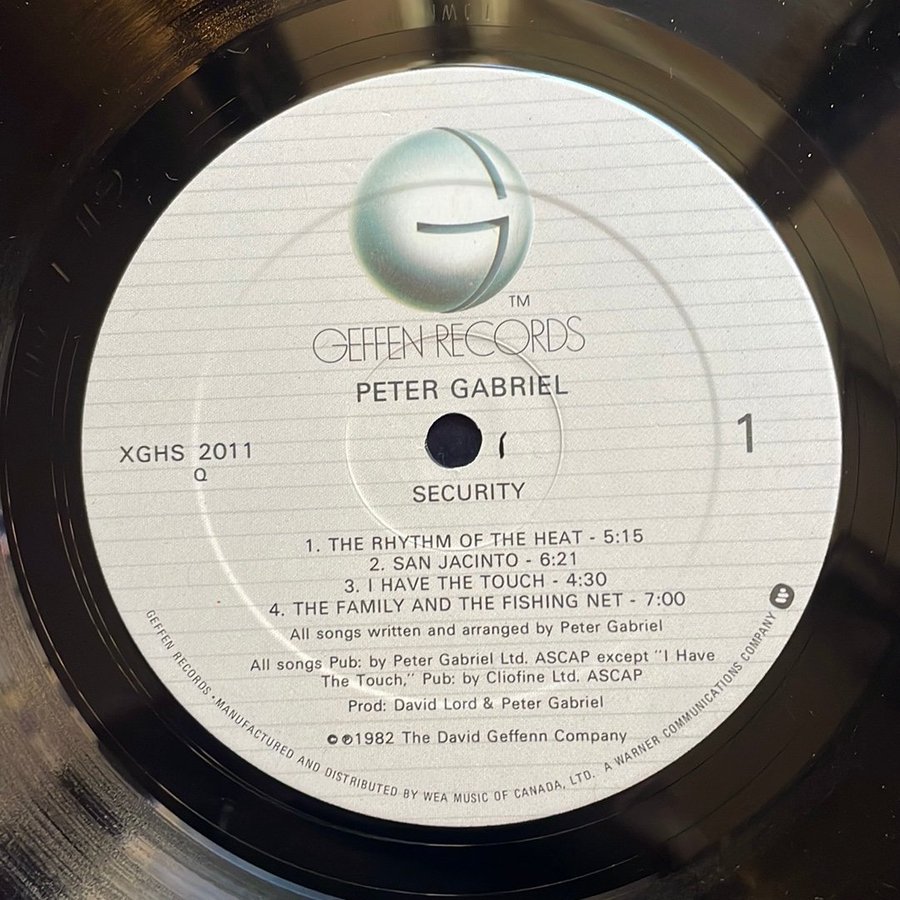 TM
GEFFEN RECORDS
PETER GABRIEL
1
XGHS 2011
Q
SECURITY
1. THE RHYTHM OF THE HEAT - 5:15
2. SAN JACINTO - 6:21
3. I HAVE THE TOUCH - 4:30
4. THE FAMILY AND THE FISHING NET - 7:00
All songs written and arranged by Peter Gabriel
All songs Pub: by Peter Gabriel Ltd. ASCAP except "I Have
The Touch," Pub: by Cliofine Ltd. ASCAP
Prod: David Lord & Peter Gabriel
©℗1982 The David Geffenn Company
GEFFEN RECORDS • MANUFACTURED AND DISTRIBUTED BY WEA MUSIC OF CANADA, LTD. A WARNER COMMUNICATIONS COMPANY